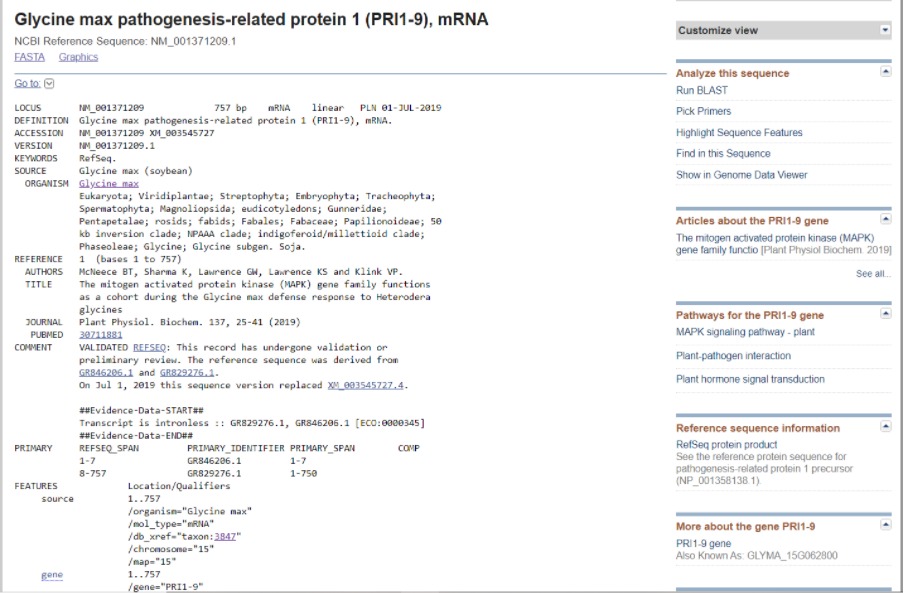 Glycine max pathogenesis-related protein 1 (PRI1-9), mRNA
NCBI Reference Sequence: NM_001371209.1
FASTA Graphics
Go to:
LOCUS NM_001371209 757 bp mRNA linear PLN 01-JUL-2019
DEFINITION Glycine max pathogenesis-related protein 1 (PRI1-9), mRNA.
ACCESSION NM_001371209 XM_003545727
VERSION NM_001371209.1
KEYWORDS RefSeq.
SOURCE Glycine max (soybean)
ORGANISM Glycine max
Eukaryota; Viridiplantae; Streptophyta; Embryophyta; Tracheophyta;
Spermatophyta; Magnoliopsida; eudicotyledons; Gunneridae;
Pentapetalae; rosids; fabids; Fabales; Fabaceae; Papilionoideae; 50
kb inversion clade; NPAAA clade; indigoferoid/millettioid clade;
Phaseoleae; Glycine; Glycine subgen. Soja.
REFERENCE 1 (bases 1 to 757)
AUTHORS McNeece BT, Sharma K, Lawrence GW, Lawrence KS and Klink VP.
TITLE The mitogen activated protein kinase (MAPK) gene family functions
as a cohort during the Glycine max defense response to Heterodera
glycines
JOURNAL Plant Physiol. Biochem. 137, 25-41 (2019)
PUBMED 30711881
COMMENT VALIDATED REFSEQ: This record has undergone validation or
preliminary review. The reference sequence was derived from
GR846206.1 and GR829276.1.
On Jul 1, 2019 this sequence version replaced XM_003545727.4.
##Evidence-Data-START##
Transcript is intronless :: GR829276.1, GR846206.1 [ECO:0000345]
##Evidence-Data-END##
PRIMARY REFSEQ_SPAN PRIMARY_IDENTIFIER PRIMARY_SPAN COMP
1-7 GR846206.1 1-7
8-757 GR829276.1 1-750
FEATURES Location/Qualifiers
source 1..757
/organism="Glycine max"
/mol_type="mRNA"
/db_xref="taxon:3847"
/chromosome="15"
/map="15"
gene 1..757
/gene="PRI1-9"
Customize view
Analyze this sequence
Run BLAST
Pick Primers
Highlight Sequence Features
Find in this Sequence
Show in Genome Data Viewer
Articles about the PRI1-9 gene
The mitogen activated protein kinase (MAPK)
gene family functio [Plant Physiol Biochem. 2019]
See all...
Pathways for the PRI1-9 gene
MAPK signaling pathway - plant
Plant-pathogen interaction
Plant hormone signal transduction
Reference sequence information
RefSeq protein product
See the reference protein sequence for
pathogenesis-related protein 1 precursor
(NP_001358138.1).
More about the gene PRI1-9
PRI1-9 gene
Also Known As: GLYMA_15G062800